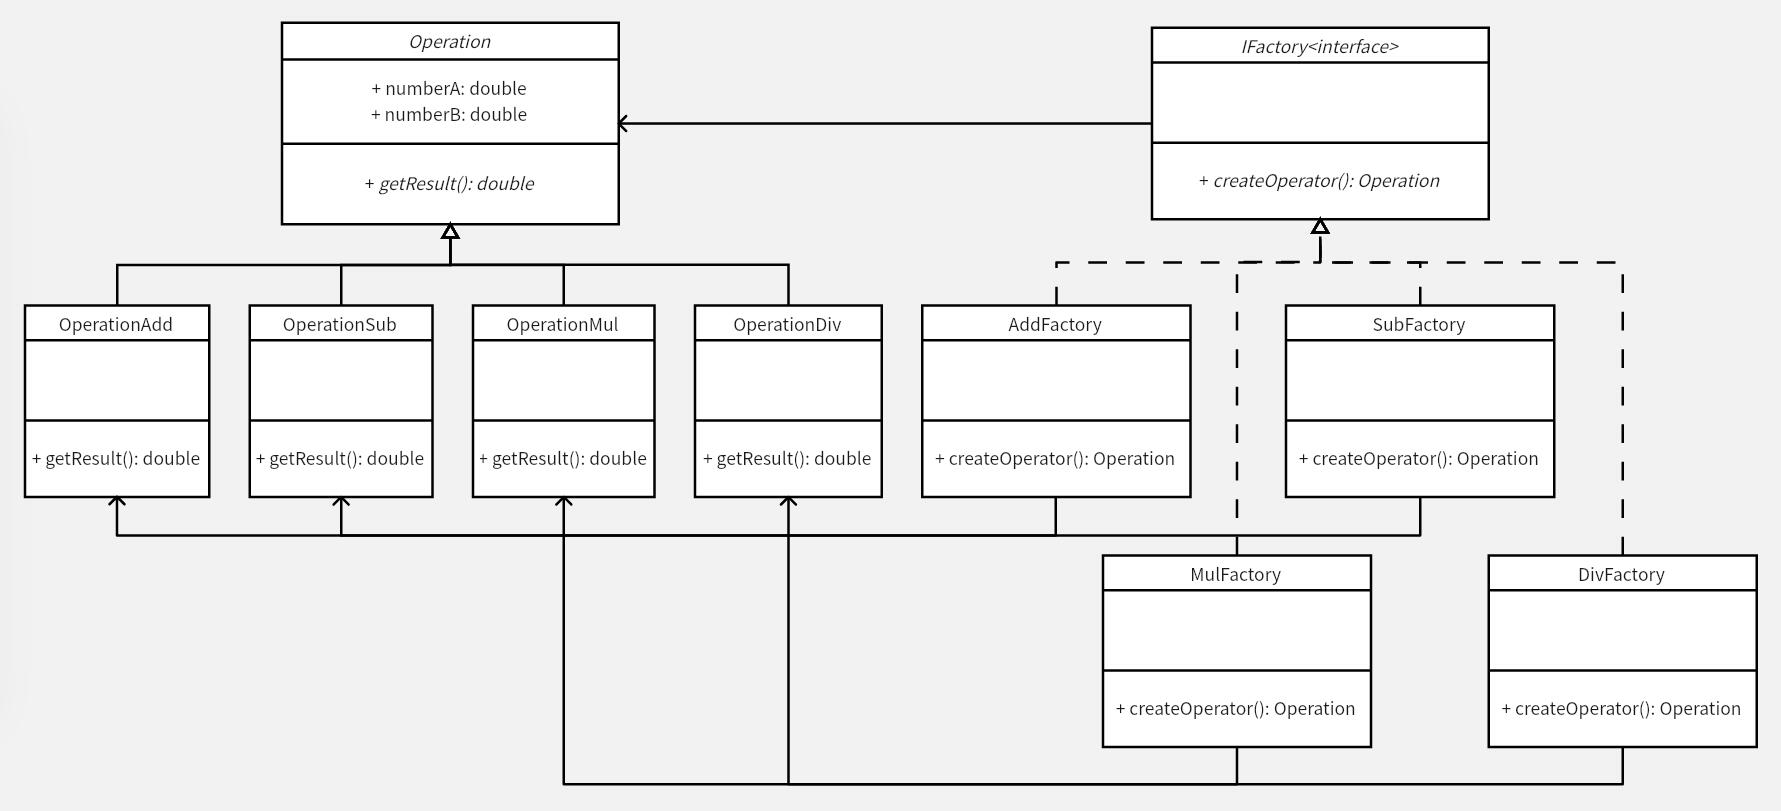 Operation
+ numberA: double
+ numberB: double
+ getResult(): double
IFactory<interface>
+ createOperator(): Operation
OperationAdd
+ getResult(): double
OperationSub
+ getResult(): double
OperationMul
+ getResult(): double
OperationDiv
+ getResult(): double
AddFactory
+ createOperator(): Operation
SubFactory
+ createOperator(): Operation
MulFactory
+ createOperator(): Operation
DivFactory
+ createOperator(): Operation